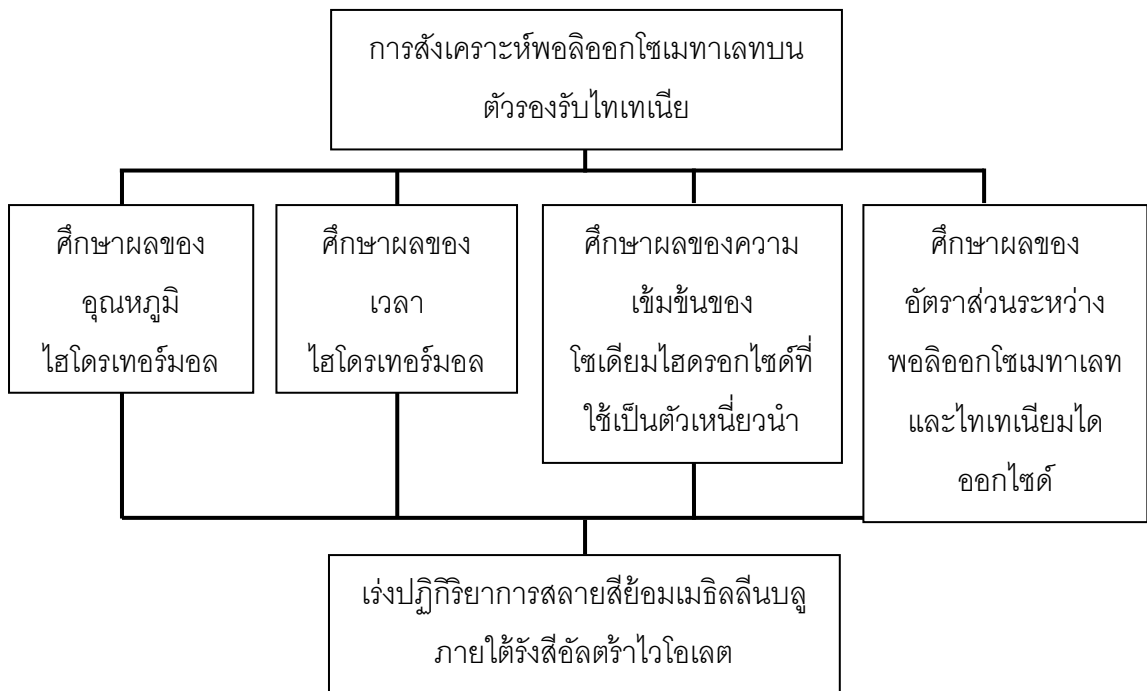 การสังเคราะห์พอลิออกโซเมทาเลทบน
ตัวรองรับไทเทเนีย
ศึกษาผลของ
อุณหภูมิ
ไฮโดรเทอร์มอล
ศึกษาผลของ
เวลา
ไฮโดรเทอร์มอล
ศึกษาผลของความ
เข้มข้นของ
โซเดียมไฮดรอกไซด์ที่
ใช้เป็นตัวเหนี่ยวนำ
ศึกษาผลของ
อัตราส่วนระหว่าง
พอลิออกโซเมทาเลท
และไทเทเนียมได
ออกไซด์
เร่งปฏิกิริยาการสลายสีย้อมเมธิลลีนบลู
ภายใต้รังสีอัลตร้าไวโอเลต